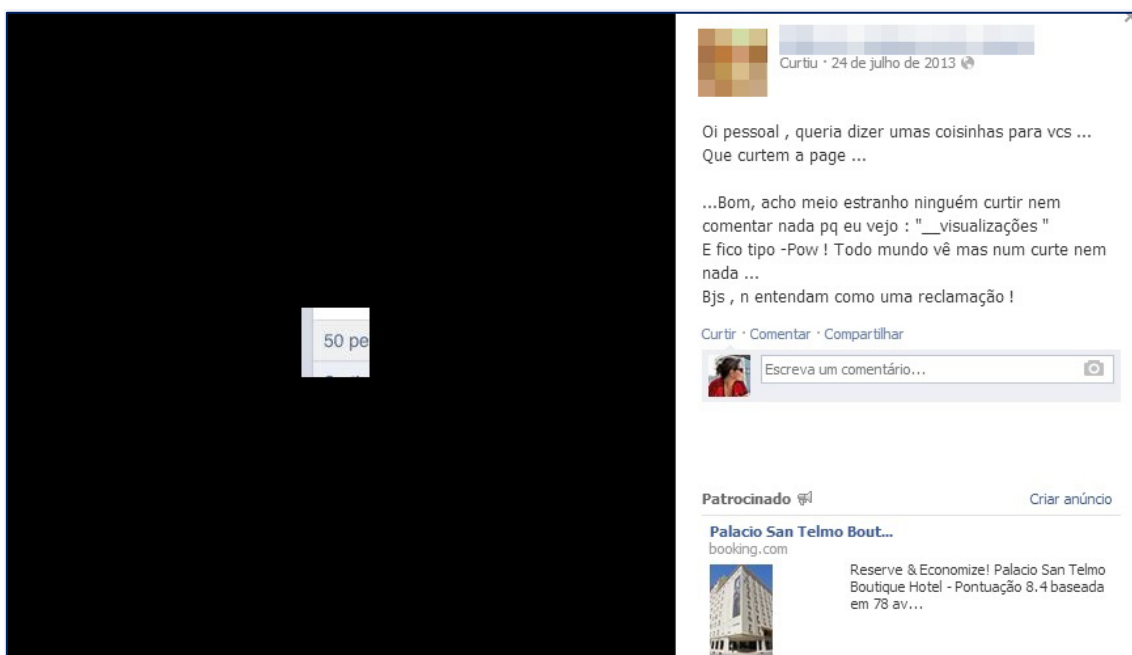 50 pe
Curtiu · 24 de julho de 2013
Oi pessoal , queria dizer umas coisinhas para vcs ...
Que curtem a page ...
...Bom, acho meio estranho ninguém curtir nem
comentar nada pq eu vejo : "__visualizações "
E fico tipo -Pow ! Todo mundo vê mas num curte nem
nada ...
Bjs , n entendam como uma reclamação !
Curtir · Comentar · Compartilhar
Escreva um comentário...
Patrocinado
Criar anúncio
Palacio San Telmo Bout...
booking.com
Reserve & Economize! Palacio San Telmo
Boutique Hotel - Pontuação 8.4 baseada
em 78 av...